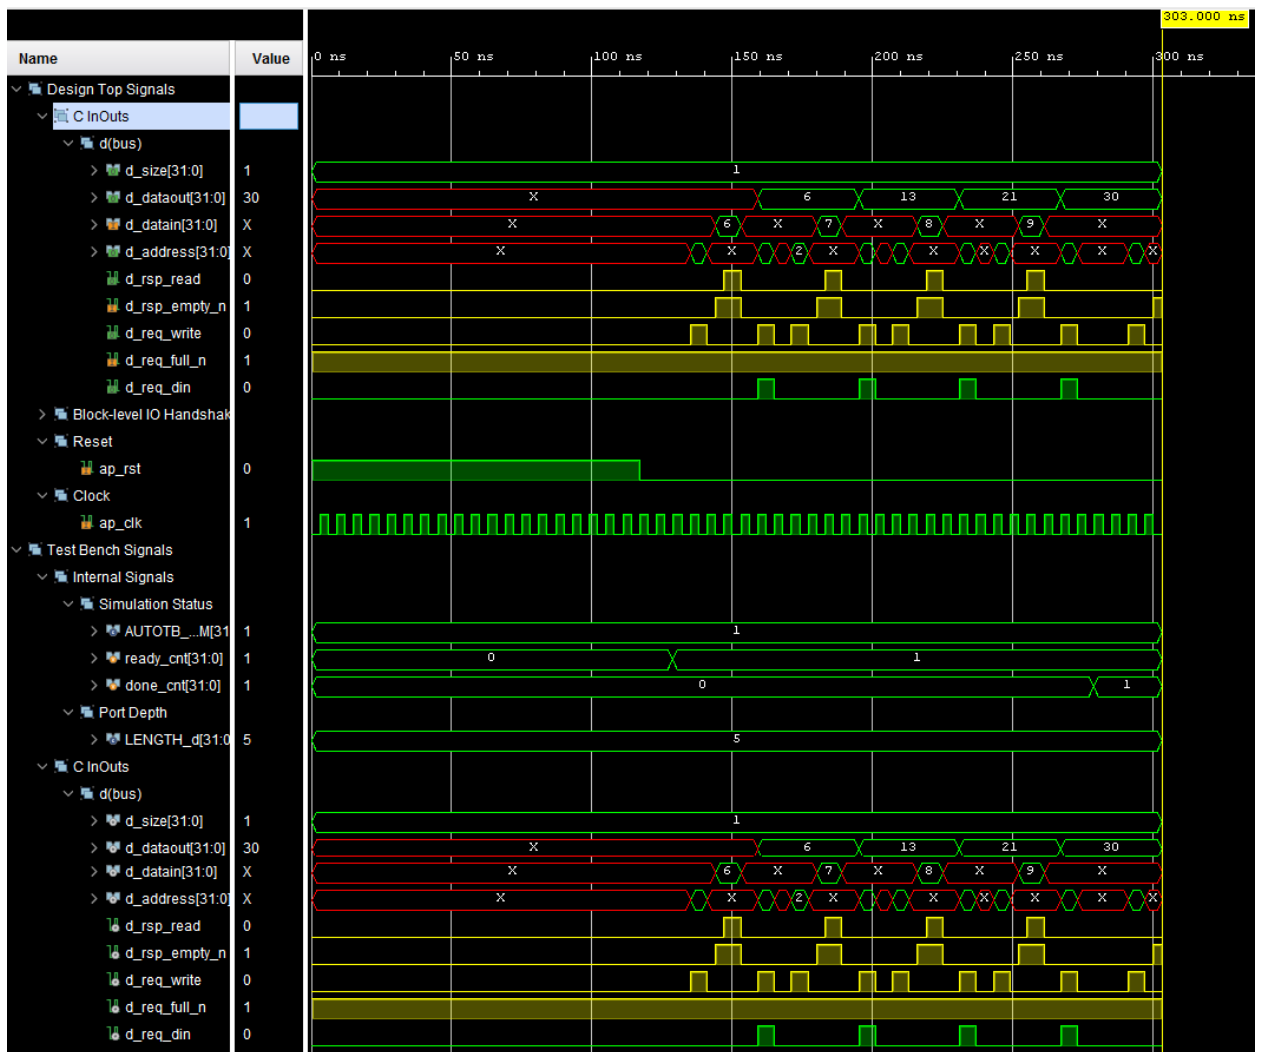 303.000 ns
Name Value 0 ns 50 ns 100 ns 150 ns 200 ns 250 ns 300 ns
Design Top Signals
C InOuts
d(bus)
d_size[31:0] 1 1
d_dataout[31:0] 30 X 6 13 21 30
d_datain[31:0] X X 6 X 7 X 8 X 9 X
d_address[31:0] X X X 2 X X X X X
d_rsp_read 0
d_rsp_empty_n 1
d_req_write 0
d_req_full_n 1
d_req_din 0
Block-level IO Handshak
Reset
ap_rst 0
Clock
ap_clk 1
Test Bench Signals
Internal Signals
Simulation Status
AUTOTB_...M[31 1 1
ready_cnt[31:0] 1 0 1
done_cnt[31:0] 1 0 1
Port Depth
LENGTH_d[31:0 5 5
C InOuts
d(bus)
d_size[31:0] 1 1
d_dataout[31:0] 30 X 6 13 21 30
d_datain[31:0] X X 6 X 7 X 8 X 9 X
d_address[31:0] X X X 2 X X X X X
d_rsp_read 0
d_rsp_empty_n 1
d_req_write 0
d_req_full_n 1
d_req_din 0